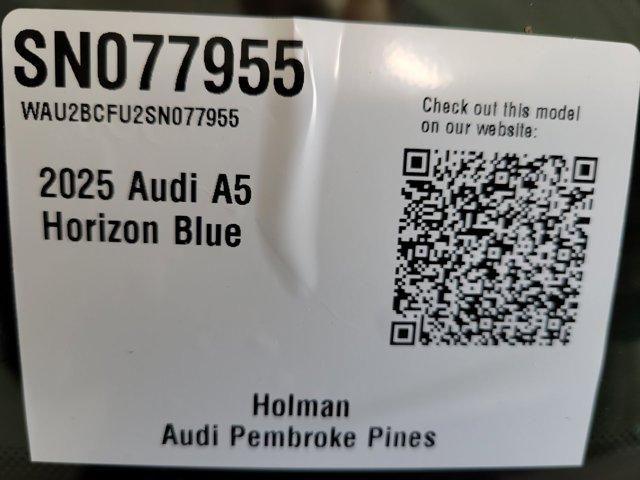 SN077955
WAU2BCFU2SN077955
2025 Audi A5
Horizon Blue
Check out this model
on our website:
Holman
Audi Pembroke Pines